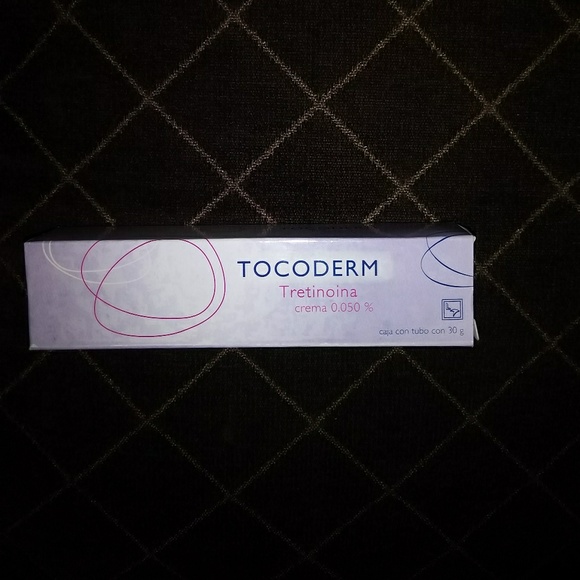 TOCODERM
Tretinoina
crema 0.050 %
caja con tubo con 30 g